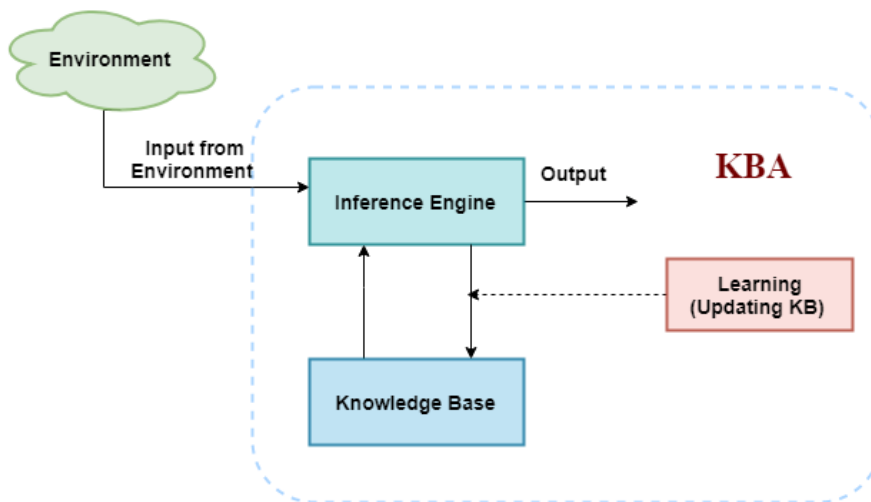 Environment
Input from
Environment
Inference Engine
Output
KBA
Learning
(Updating KB)
Knowledge Base